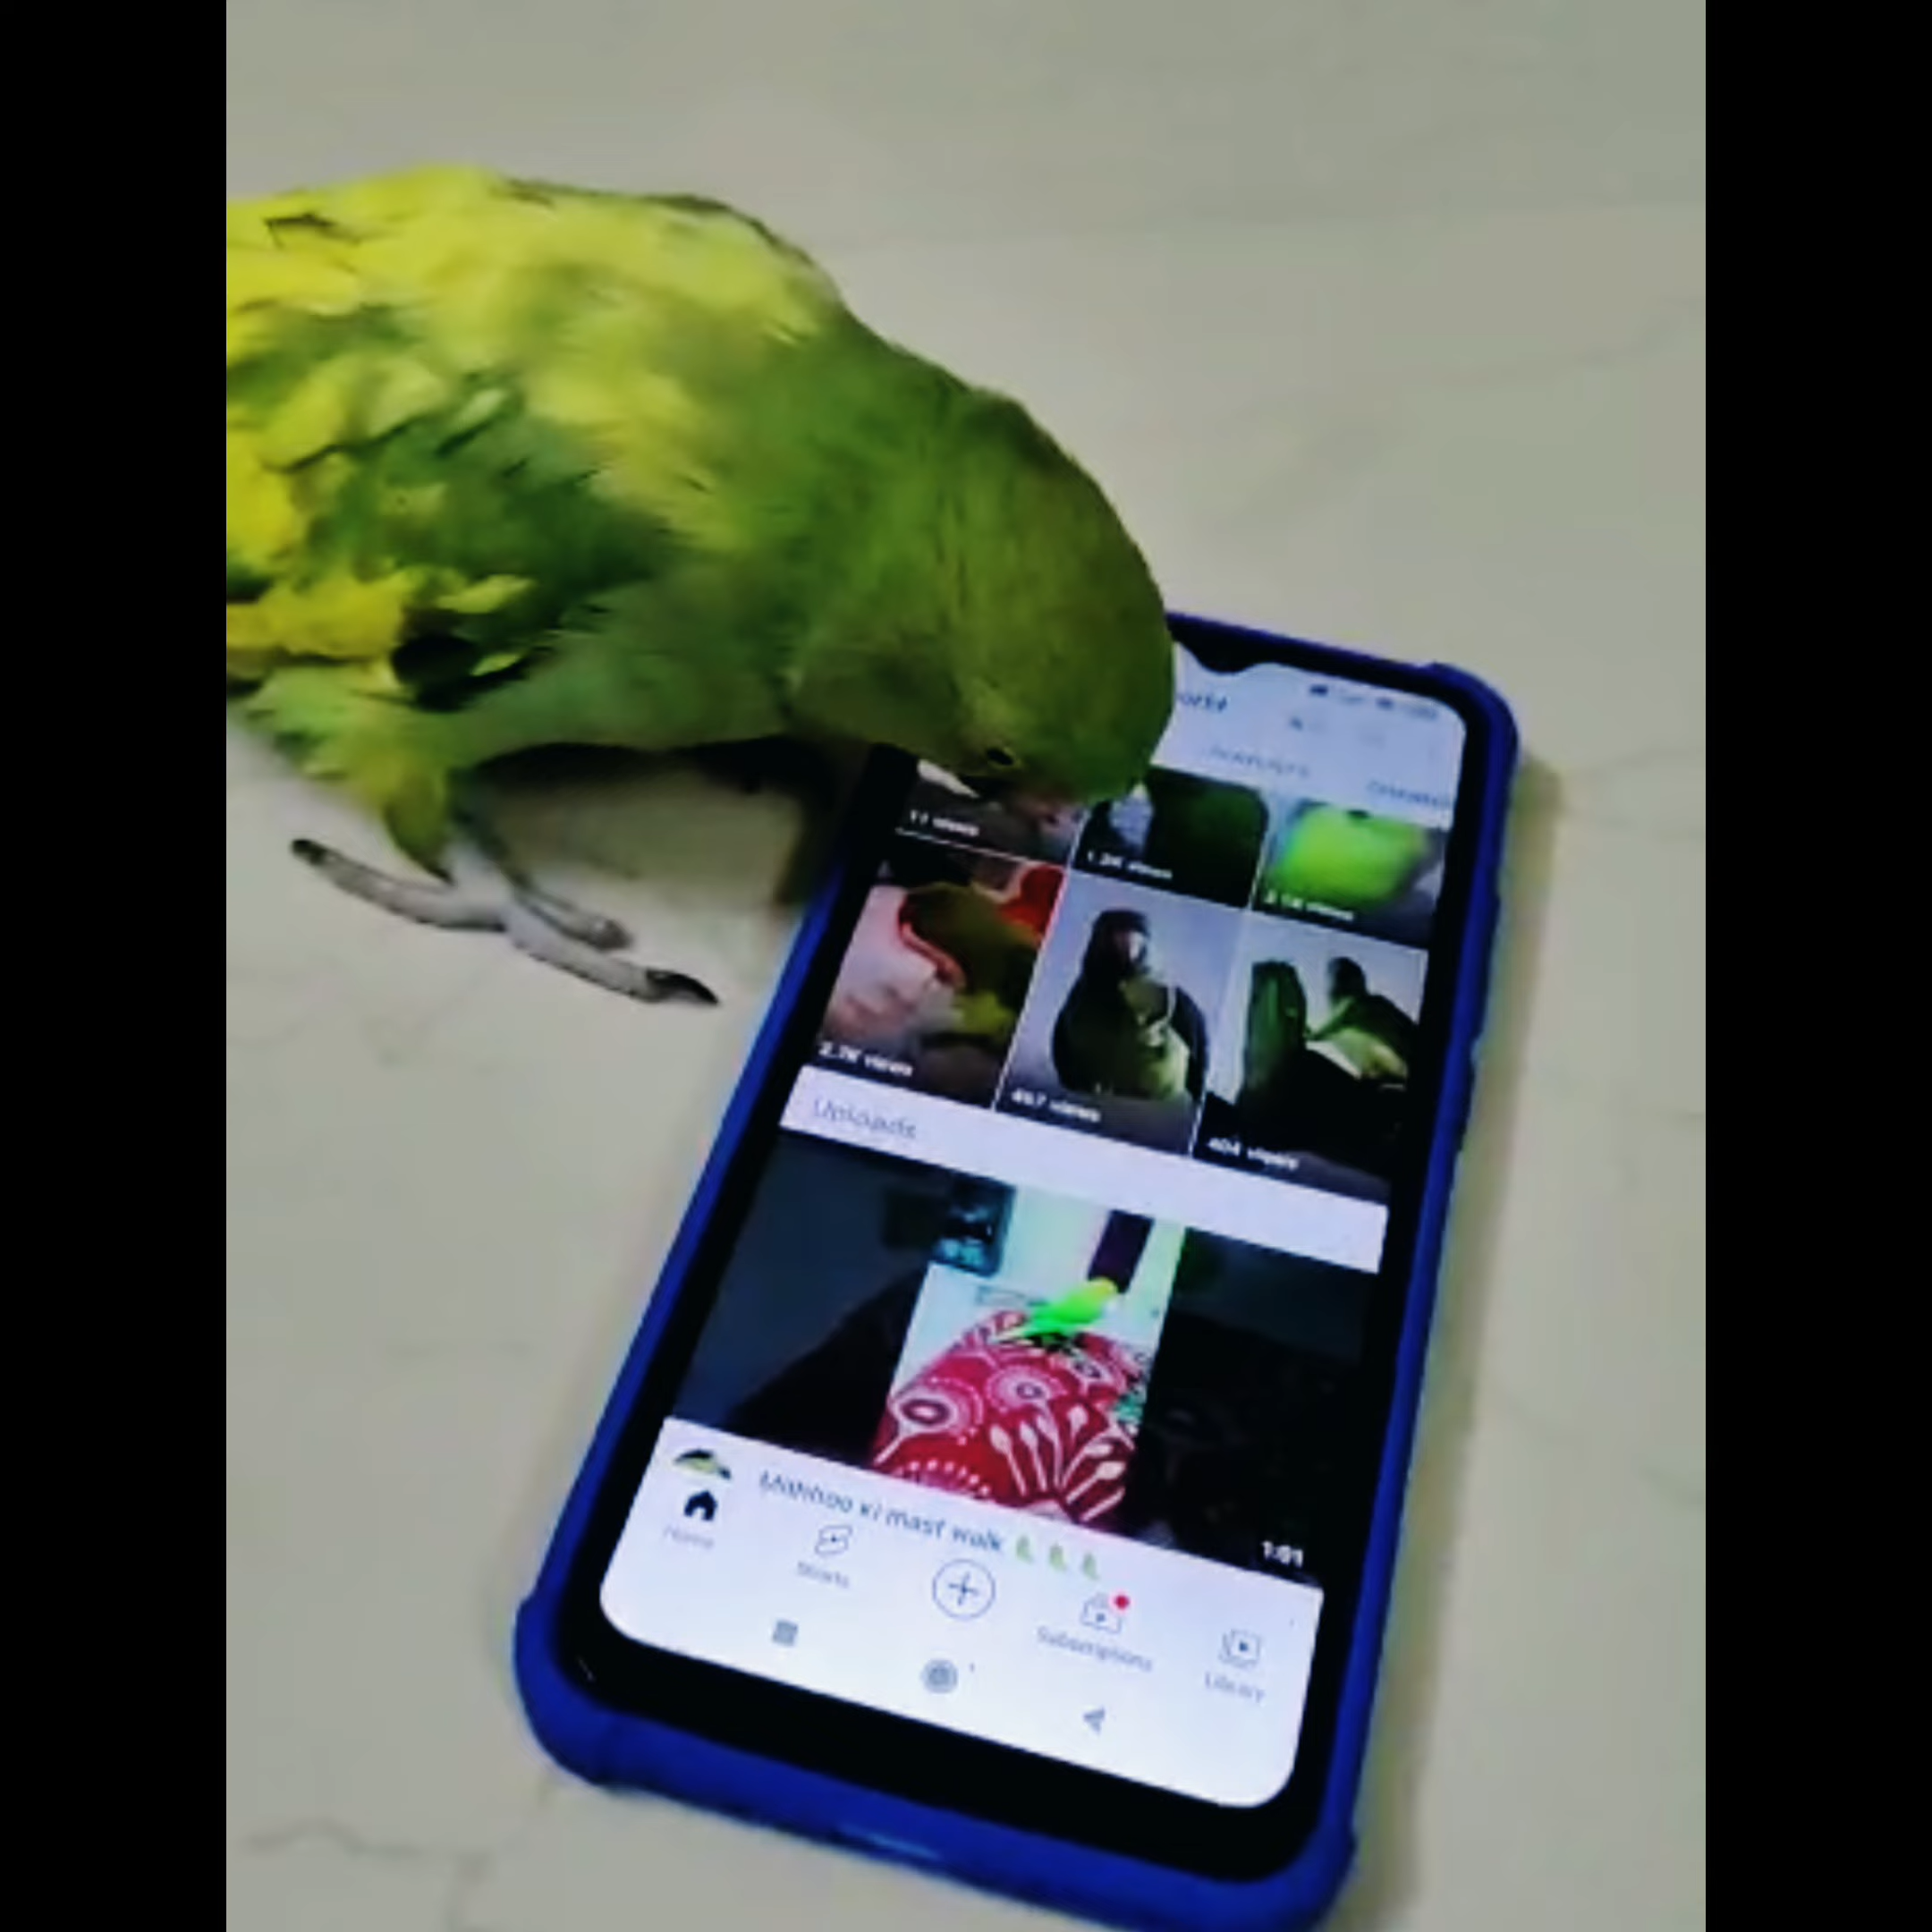 11 views
1.2K views
2.1K views
2.7K views
467 views
404 views
Uploads
1:01
ki mast walk
Home
Shorts
Subscriptions
Library